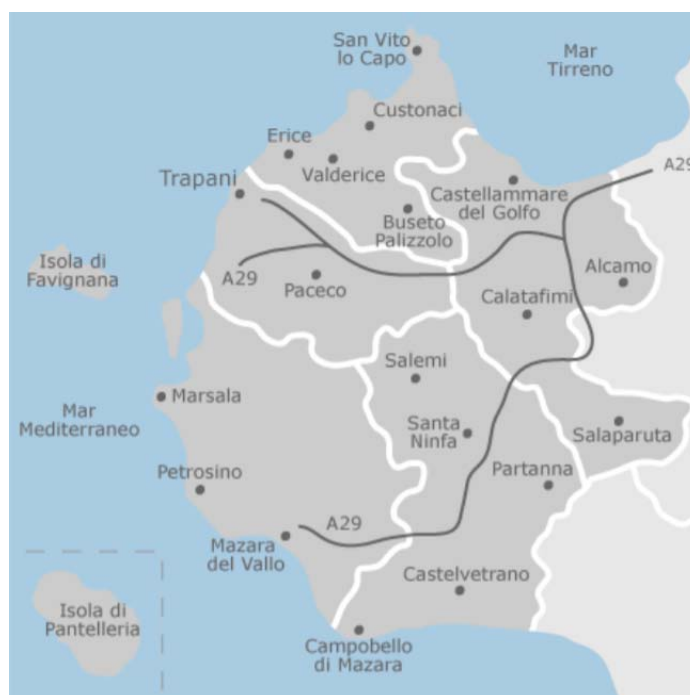 San Vito
lo Capo
Mar
Tirreno
Custonaci
Erice
Valderice
A29
Trapani
Castellammare
del Golfo
Buseto
Palizzolo
Isola di
Favignana
A29
Paceco
Alcamo
Calatafimi
Salemi
Marsala
Mar
Mediterraneo
Santa
Ninfa
Salaparuta
Petrosino
Partanna
A29
Mazara
del Vallo
Castelvetrano
Isola di
Pantelleria
Campobello
di Mazara